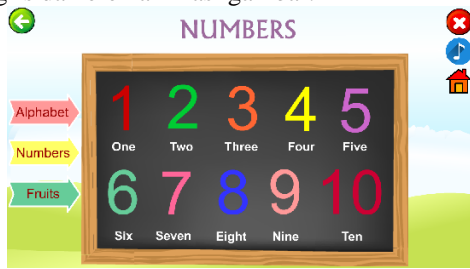 NUMBERS
Alphabet
Numbers
Fruits
1 2 3 4 5
One Two Three Four Five
6 7 8 9 10
Six Seven Eight Nine Ten